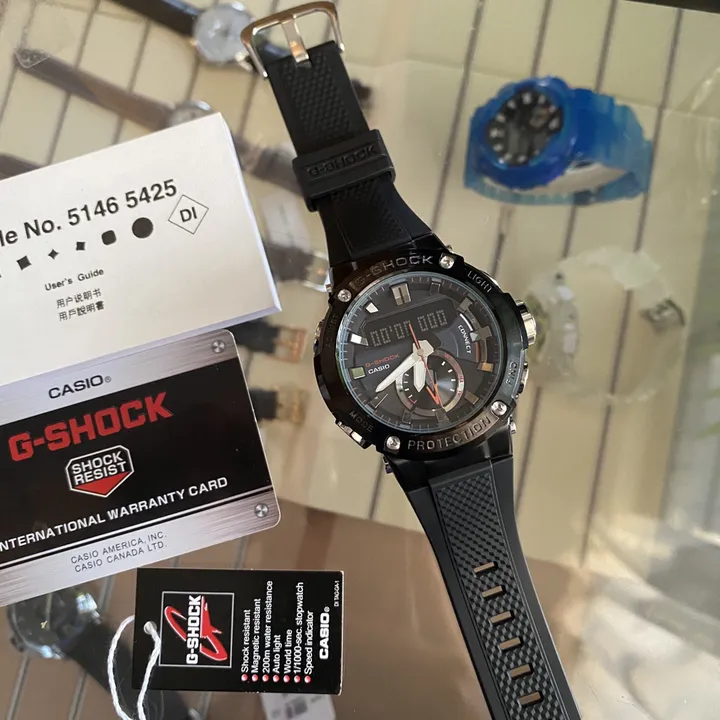 le No. 5146 5425
DI
User's Guide
用户说明书
用戶說明書
CASIO®
G-SHOCK
SHOCK
RESIST
INTERNATIONAL WARRANTY CARD
CASIO AMERICA, INC.
CASIO CANADA LTD.
G-SHOCK
Shock resistant
Magnetic resistant
200m water resistance
Auto light
World time
1/1000-sec. stopwatch
Speed indicator
CASIO®
G-SHOCK
G-SHOCK
LIGHT
CONNECT
G-SHOCK
CASIO
MODE
PROTECTION